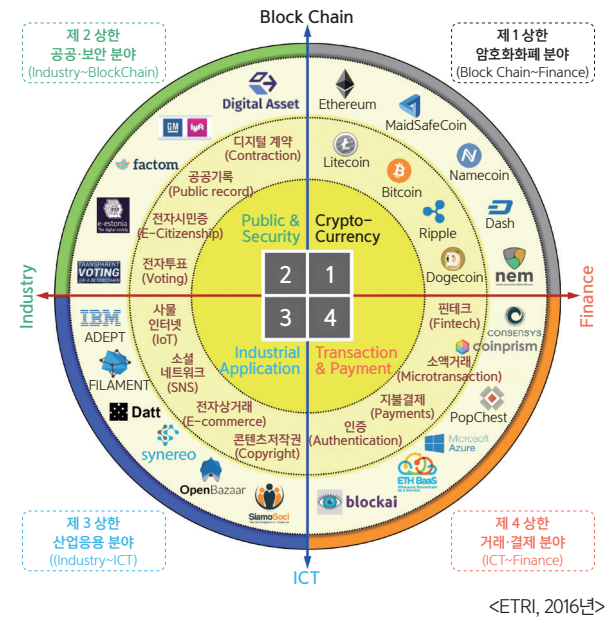 Block Chain
제 2 상한
공공·보안 분야
(Industry~BlockChain)
제 1 상한
암호화화폐 분야
(Block Chain~Finance)
Digital Asset
Ethereum
MaidSafeCoin
GM
lyft
디지털 계약
(Contraction)
Litecoin
Namecoin
factom
공공기록
(Public record)
Bitcoin
e-estonia
The digital society
전자시민증
(E-Citizenship)
Public &
Security
Crypto-
Currency
Ripple
Dash
TRANSPARENT
VOTING
ON A BLOCKCHAIN
전자투표
(Voting)
Dogecoin
nem
2
1
Industry
Finance
3
4
IBM
ADEPT
사물
인터넷
(IoT)
핀테크
(Fintech)
CONSENSYS
coinprism
FILAMENT
소셜
네트워크
(SNS)
Industrial
Application
Transaction
& Payment
소액거래
(Microtransaction)
Datt
전자상거래
(E-commerce)
지불결제
(Payments)
PopChest
synereo
콘텐츠저작권
(Copyright)
인증
(Authentication)
Microsoft
Azure
OpenBazaar
SiamoSoci
ETH BaaS
blockai
제 3 상한
산업응용 분야
((Industry~ICT)
제 4 상한
거래·결제 분야
(ICT~Finance)
ICT
<ETRI, 2016년>